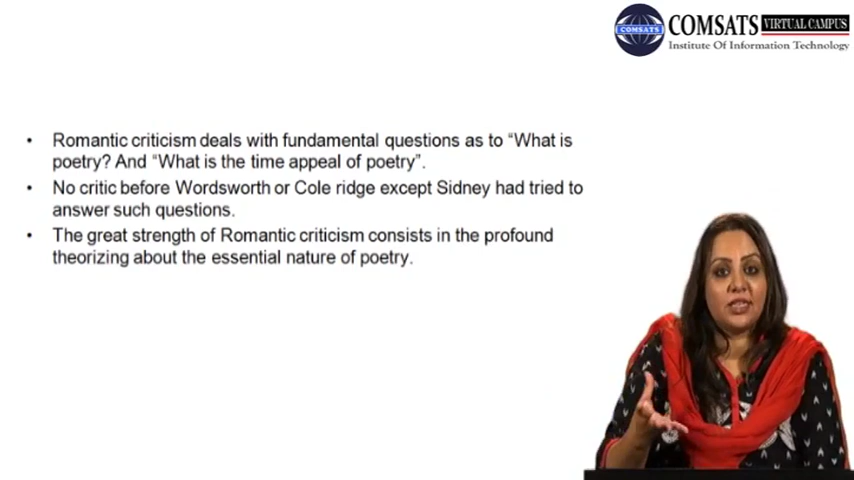 COMSATS VIRTUAL CAMPUS
Institute Of Information Technology
COMSATS
• Romantic criticism deals with fundamental questions as to “What is
poetry? And “What is the time appeal of poetry”.
• No critic before Wordsworth or Cole ridge except Sidney had tried to
answer such questions.
• The great strength of Romantic criticism consists in the profound
theorizing about the essential nature of poetry.